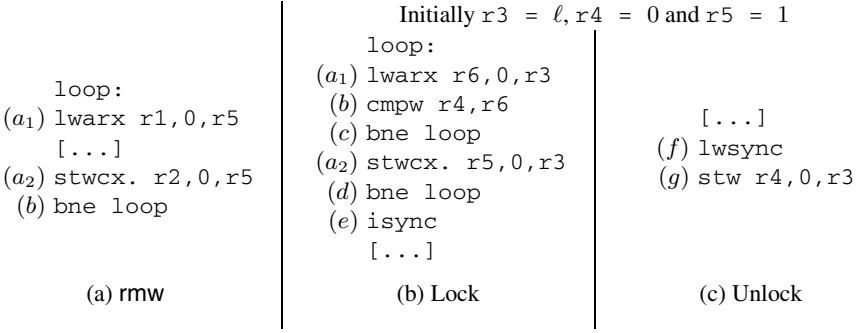 Initially r3 = ℓ, r4 = 0 and r5 = 1
loop:
(a1) lwarx r1,0,r5
[...]
(a2) stwcx. r2,0,r5
(b) bne loop
(a) rmw
loop:
(a1) lwarx r6,0,r3
(b) cmpw r4,r6
(c) bne loop
(a2) stwcx. r5,0,r3
(d) bne loop
(e) isync
[...]
(b) Lock
[...]
(f) lwsync
(g) stw r4,0,r3
(c) Unlock